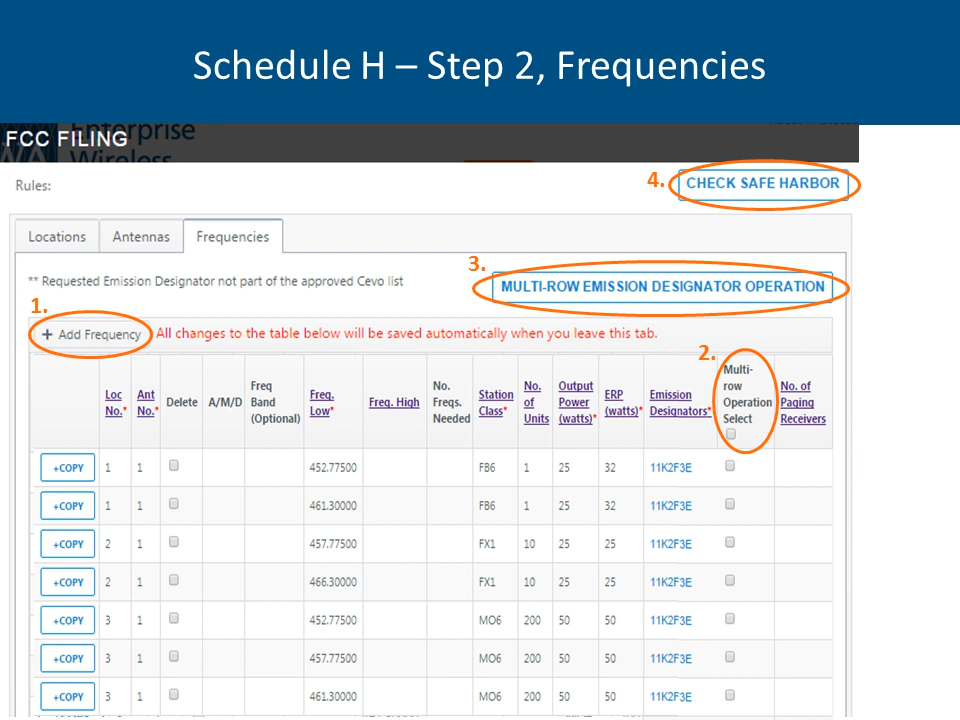 Schedule H – Step 2, Frequencies
Enterprise
FCC FILING
Wireless
Rules:
4.
CHECK SAFE HARBOR
Locations Antennas Frequencies
** Requested Emission Designator not part of the approved Cevo list
3.
MULTI-ROW EMISSION DESIGNATOR OPERATION
1.
+ Add Frequency All changes to the table below will be saved automatically when you leave this tab.
2.
Loc No.* Ant No.* Delete A/M/D Freq Band (Optional) Freq. Low* Freq. High No. Freqs. Needed Station Class* No. of Units Output Power (watts)* ERP (watts)* Emission Designators* Multi-row Operation Select No. of Paging Receivers
+COPY 1 1 452.77500 FB6 1 25 32 11K2F3E
+COPY 1 1 461.30000 FB6 1 25 32 11K2F3E
+COPY 2 1 457.77500 FX1 10 25 25 11K2F3E
+COPY 2 1 466.30000 FX1 10 25 25 11K2F3E
+COPY 3 1 452.77500 MO6 200 50 50 11K2F3E
+COPY 3 1 457.77500 MO6 200 50 50 11K2F3E
+COPY 3 1 461.30000 MO6 200 50 50 11K2F3E